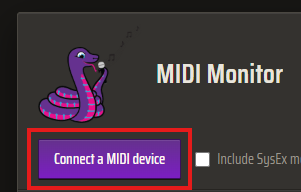 MIDI Monitor
Connect a MIDI device
Include SysEx